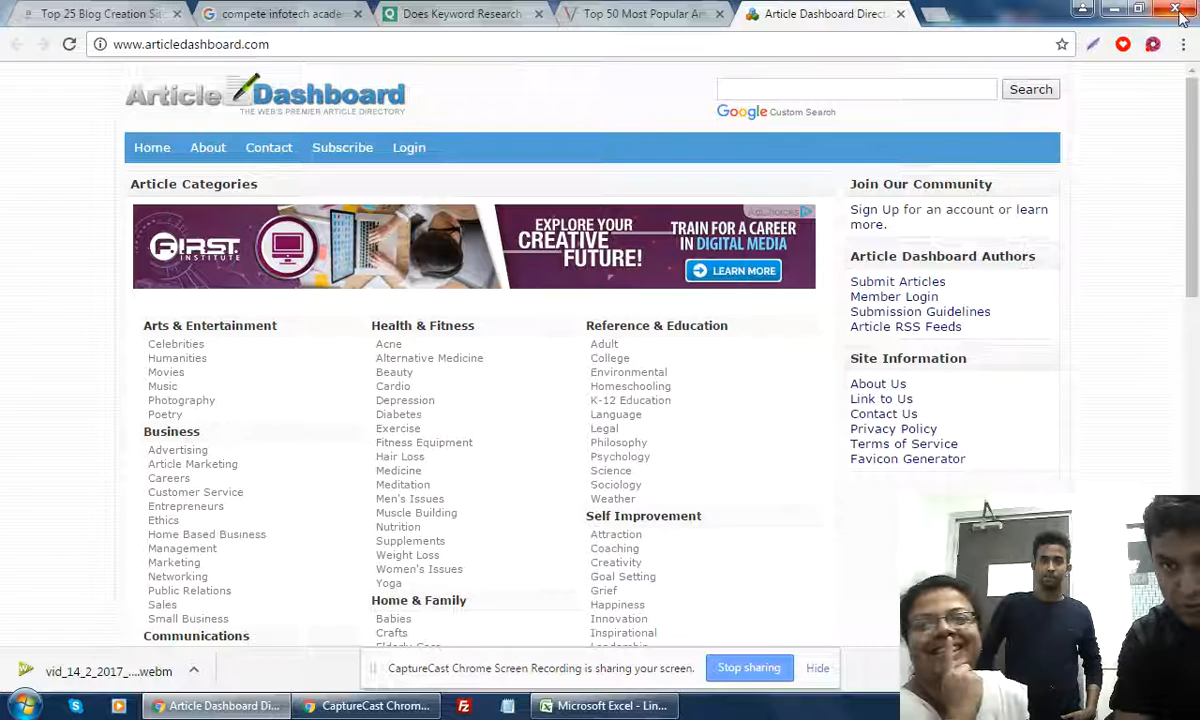 Top 25 Blog Creation Si
compete infotech acade
Does Keyword Research
Top 50 Most Popular Ar
Article Dashboard Direc
www.articledashboard.com
Article Dashboard
THE WEB'S PREMIER ARTICLE DIRECTORY
Search
Google Custom Search
Home About Contact Subscribe Login
Article Categories
AdChoices
FIRST
INSTITUTE
EXPLORE YOUR
CREATIVE
FUTURE!
TRAIN FOR A CAREER
IN DIGITAL MEDIA
LEARN MORE
Arts & Entertainment
Celebrities
Humanities
Movies
Music
Photography
Poetry
Business
Advertising
Article Marketing
Careers
Customer Service
Entrepreneurs
Ethics
Home Based Business
Management
Marketing
Networking
Public Relations
Sales
Small Business
Communications
Health & Fitness
Acne
Alternative Medicine
Beauty
Cardio
Depression
Diabetes
Exercise
Fitness Equipment
Hair Loss
Medicine
Meditation
Men's Issues
Muscle Building
Nutrition
Supplements
Weight Loss
Women's Issues
Yoga
Home & Family
Babies
Crafts
Elderly Care
Reference & Education
Adult
College
Environmental
Homeschooling
K-12 Education
Language
Legal
Philosophy
Psychology
Science
Sociology
Weather
Self Improvement
Attraction
Coaching
Creativity
Goal Setting
Grief
Happiness
Innovation
Inspirational
Leadership
Join Our Community
Sign Up for an account or learn
more.
Article Dashboard Authors
Submit Articles
Member Login
Submission Guidelines
Article RSS Feeds
Site Information
About Us
Link to Us
Contact Us
Privacy Policy
Terms of Service
Favicon Generator
vid_14_2_2017_....webm
CaptureCast Chrome Screen Recording is sharing your screen.
Stop sharing
Hide
Article Dashboard Di...
CaptureCast Chrom...
Microsoft Excel - Lin...